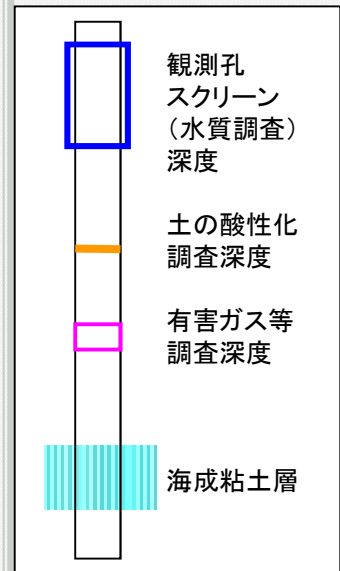 観測孔
スクリーン
（水質調査）
深度
土の酸性化
調査深度
有害ガス等
調査深度
海成粘土層